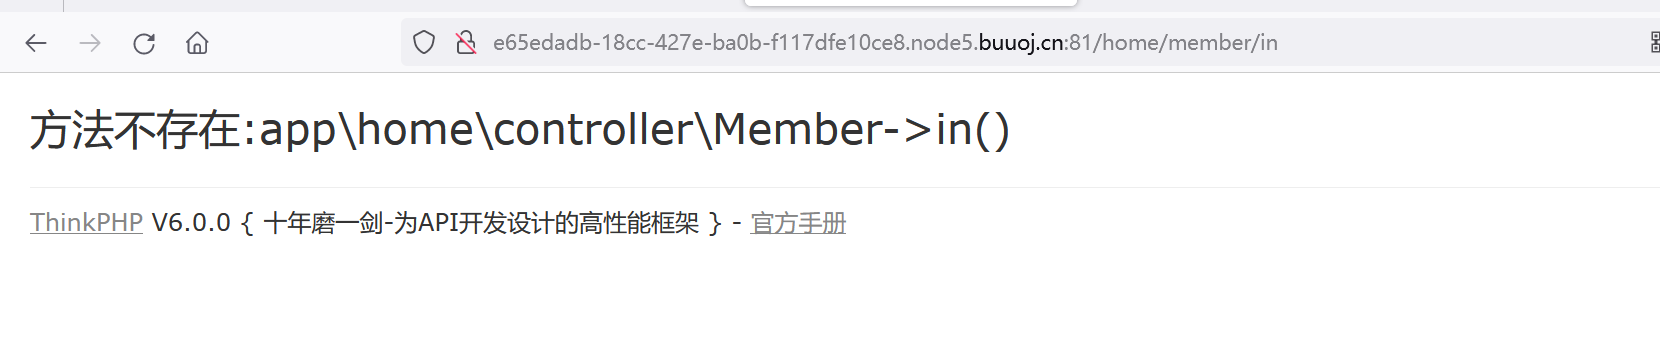 e65edadb-18cc-427e-ba0b-f117dfe10ce8.node5.buuoj.cn:81/home/member/in
方法不存在:app\home\controller\Member->in()
ThinkPHP V6.0.0 { 十年磨一剑-为API开发设计的高性能框架 } - 官方手册